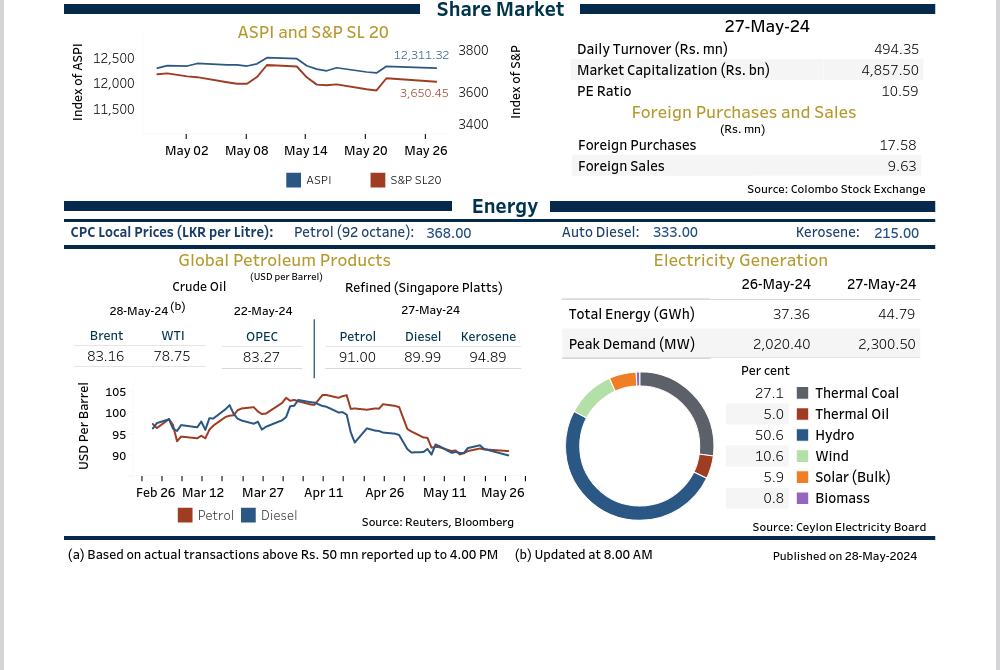 Share Market
ASPI and S&P SL 20
Index of ASPI
12,500
12,000
11,500
12,311.32
3,650.45
3800
3600
3400
Index of S&P
May 02 May 08 May 14 May 20 May 26
ASPI S&P SL20
27-May-24
Daily Turnover (Rs. mn) 494.35
Market Capitalization (Rs. bn) 4,857.50
PE Ratio 10.59
Foreign Purchases and Sales
(Rs. mn)
Foreign Purchases 17.58
Foreign Sales 9.63
Source: Colombo Stock Exchange
Energy
CPC Local Prices (LKR per Litre): Petrol (92 octane): 368.00 Auto Diesel: 333.00 Kerosene: 215.00
Global Petroleum Products
(USD per Barrel)
Crude Oil Refined (Singapore Platts)
28-May-24 (b) 22-May-24 27-May-24
Brent WTI OPEC Petrol Diesel Kerosene
83.16 78.75 83.27 91.00 89.99 94.89
USD Per Barrel
105
100
95
90
Feb 26 Mar 12 Mar 27 Apr 11 Apr 26 May 11 May 26
Petrol Diesel
Source: Reuters, Bloomberg
Electricity Generation
26-May-24 27-May-24
Total Energy (GWh) 37.36 44.79
Peak Demand (MW) 2,020.40 2,300.50
Per cent
27.1 Thermal Coal
5.0 Thermal Oil
50.6 Hydro
10.6 Wind
5.9 Solar (Bulk)
0.8 Biomass
Source: Ceylon Electricity Board
(a) Based on actual transactions above Rs. 50 mn reported up to 4.00 PM (b) Updated at 8.00 AM Published on 28-May-2024